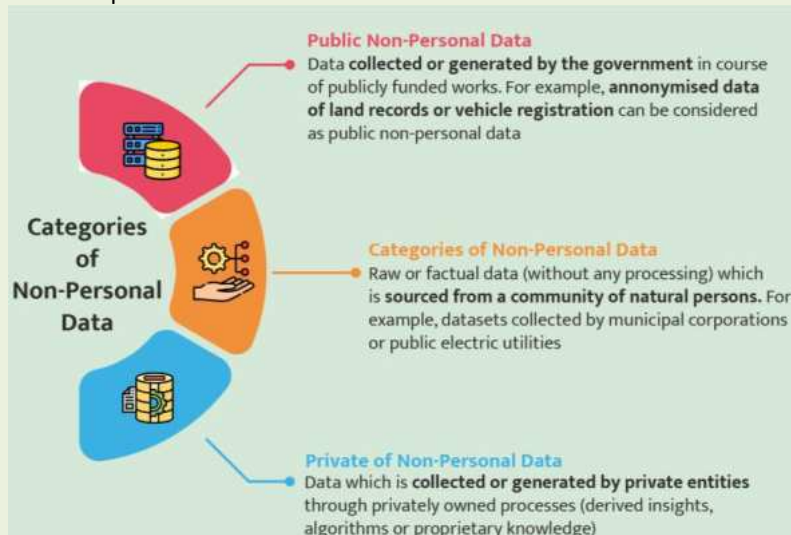 Public Non-Personal Data
Data collected or generated by the government in course
of publicly funded works. For example, annonymised data
of land records or vehicle registration can be considered
as public non-personal data
Categories
of
Non-Personal
Data
Categories of Non-Personal Data
Raw or factual data (without any processing) which
is sourced from a community of natural persons. For
example, datasets collected by municipal corporations
or public electric utilities
Private of Non-Personal Data
Data which is collected or generated by private entities
through privately owned processes (derived insights,
algorithms or proprietary knowledge)